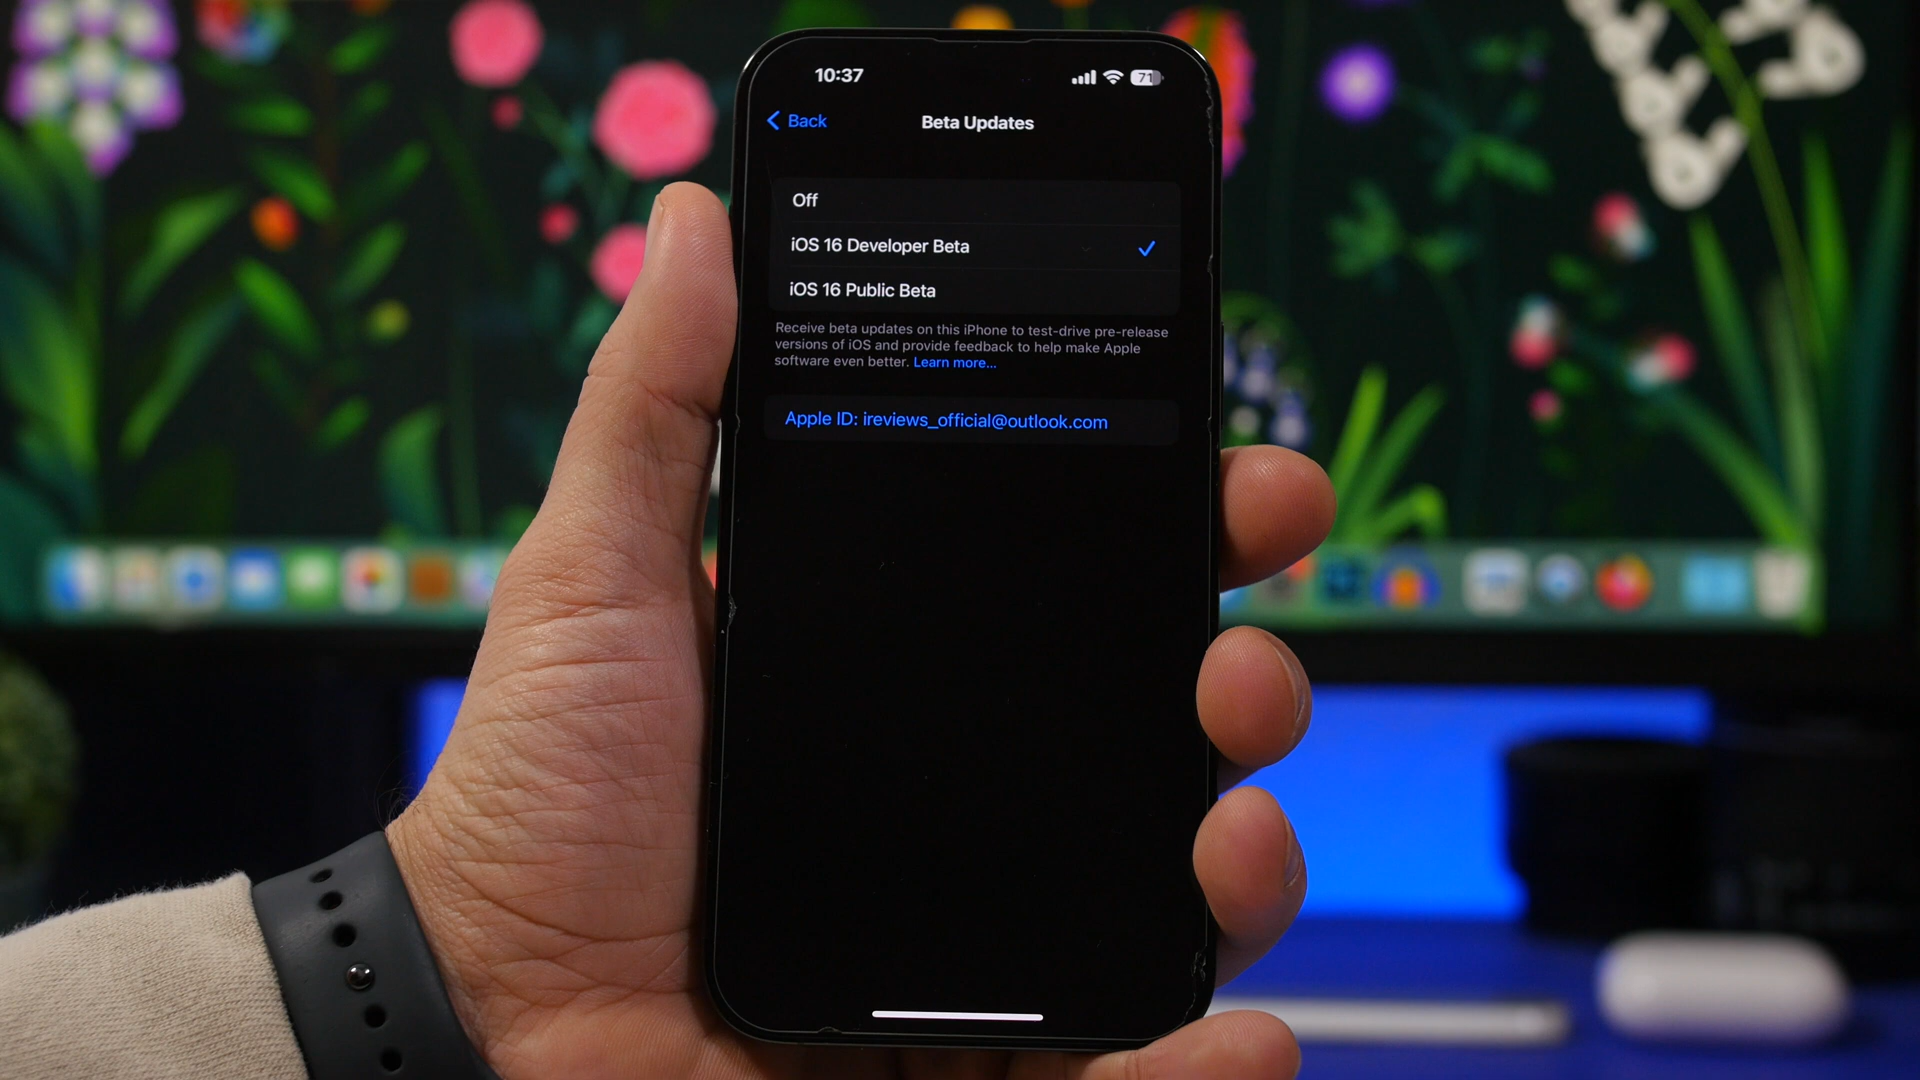 10:37
71
Back
Beta Updates
Off
iOS 16 Developer Beta
iOS 16 Public Beta
Receive beta updates on this iPhone to test-drive pre-release
versions of iOS and provide feedback to help make Apple
software even better. Learn more...
Apple ID: ireviews_official@outlook.com